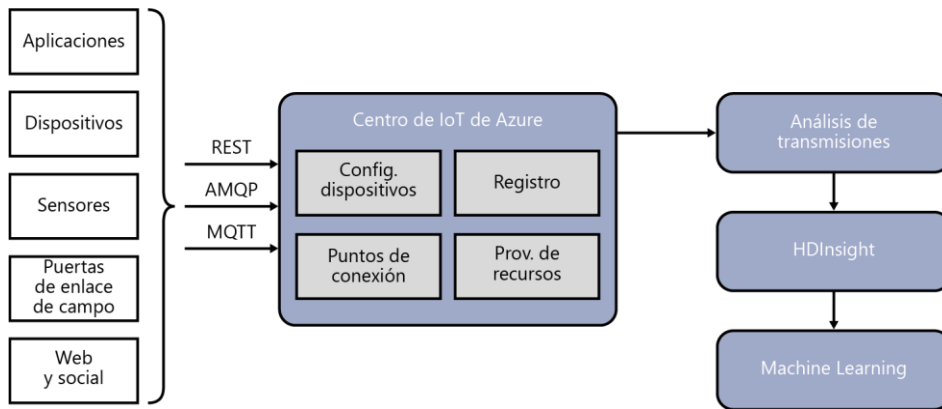 Aplicaciones
Dispositivos
Sensores
Puertas
de enlace
de campo
Web
y social
REST
AMQP
MQTT
Centro de IoT de Azure
Config.
dispositivos
Registro
Puntos de
conexión
Prov. de
recursos
Análisis de
transmisiones
HDInsight
Machine Learning